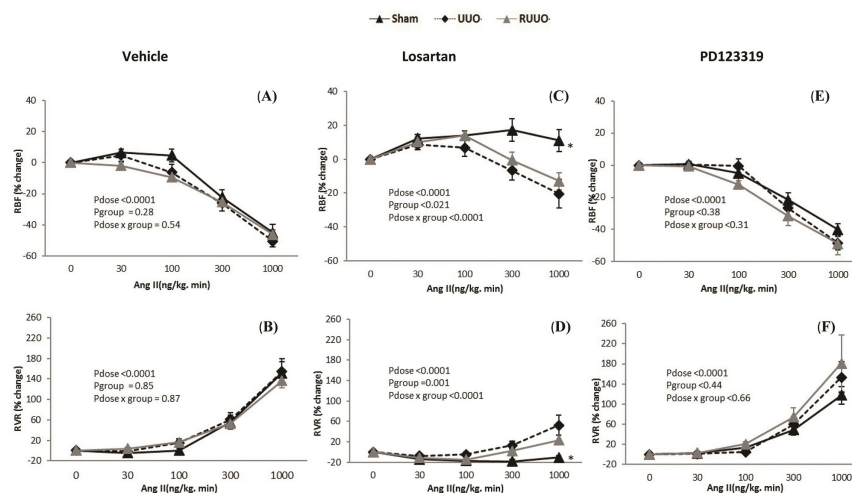 Sham UUO RUUO
Vehicle Losartan PD123319
(A)
40
20
0
-20
-40
-60
RBF (% change)
Pdose <0.0001
Pgroup = 0.28
Pdose x group = 0.54
0 30 100 300 1000
Ang II(ng/kg. min)
(C)
40
20
0
-20
-40
-60
RBF (% change)
*
Pdose <0.0001
Pgroup <0.021
Pdose x group <0.0001
0 30 100 300 1000
Ang II(ng/kg. min)
(E)
40
20
0
-20
-40
-60
RBF (% change)
Pdose <0.0001
Pgroup <0.38
Pdose x group <0.31
0 30 100 300 1000
Ang II(ng/kg. min)
(B)
260
220
180
140
100
60
20
-20
RVR (% change)
Pdose <0.0001
Pgroup = 0.85
Pdose x group = 0.87
0 30 100 300 1000
Ang II(ng/kg. min)
(D)
260
220
180
140
100
60
20
-20
RVR (% change)
Pdose <0.0001
Pgroup =0.001
Pdose x group <0.0001
*
0 30 100 300 1000
Ang II(ng/kg. min)
(F)
260
220
180
140
100
60
20
-20
RVR (% change)
Pdose <0.0001
Pgroup <0.44
Pdose x group <0.66
0 30 100 300 1000
Ang II(ng/kg. min)